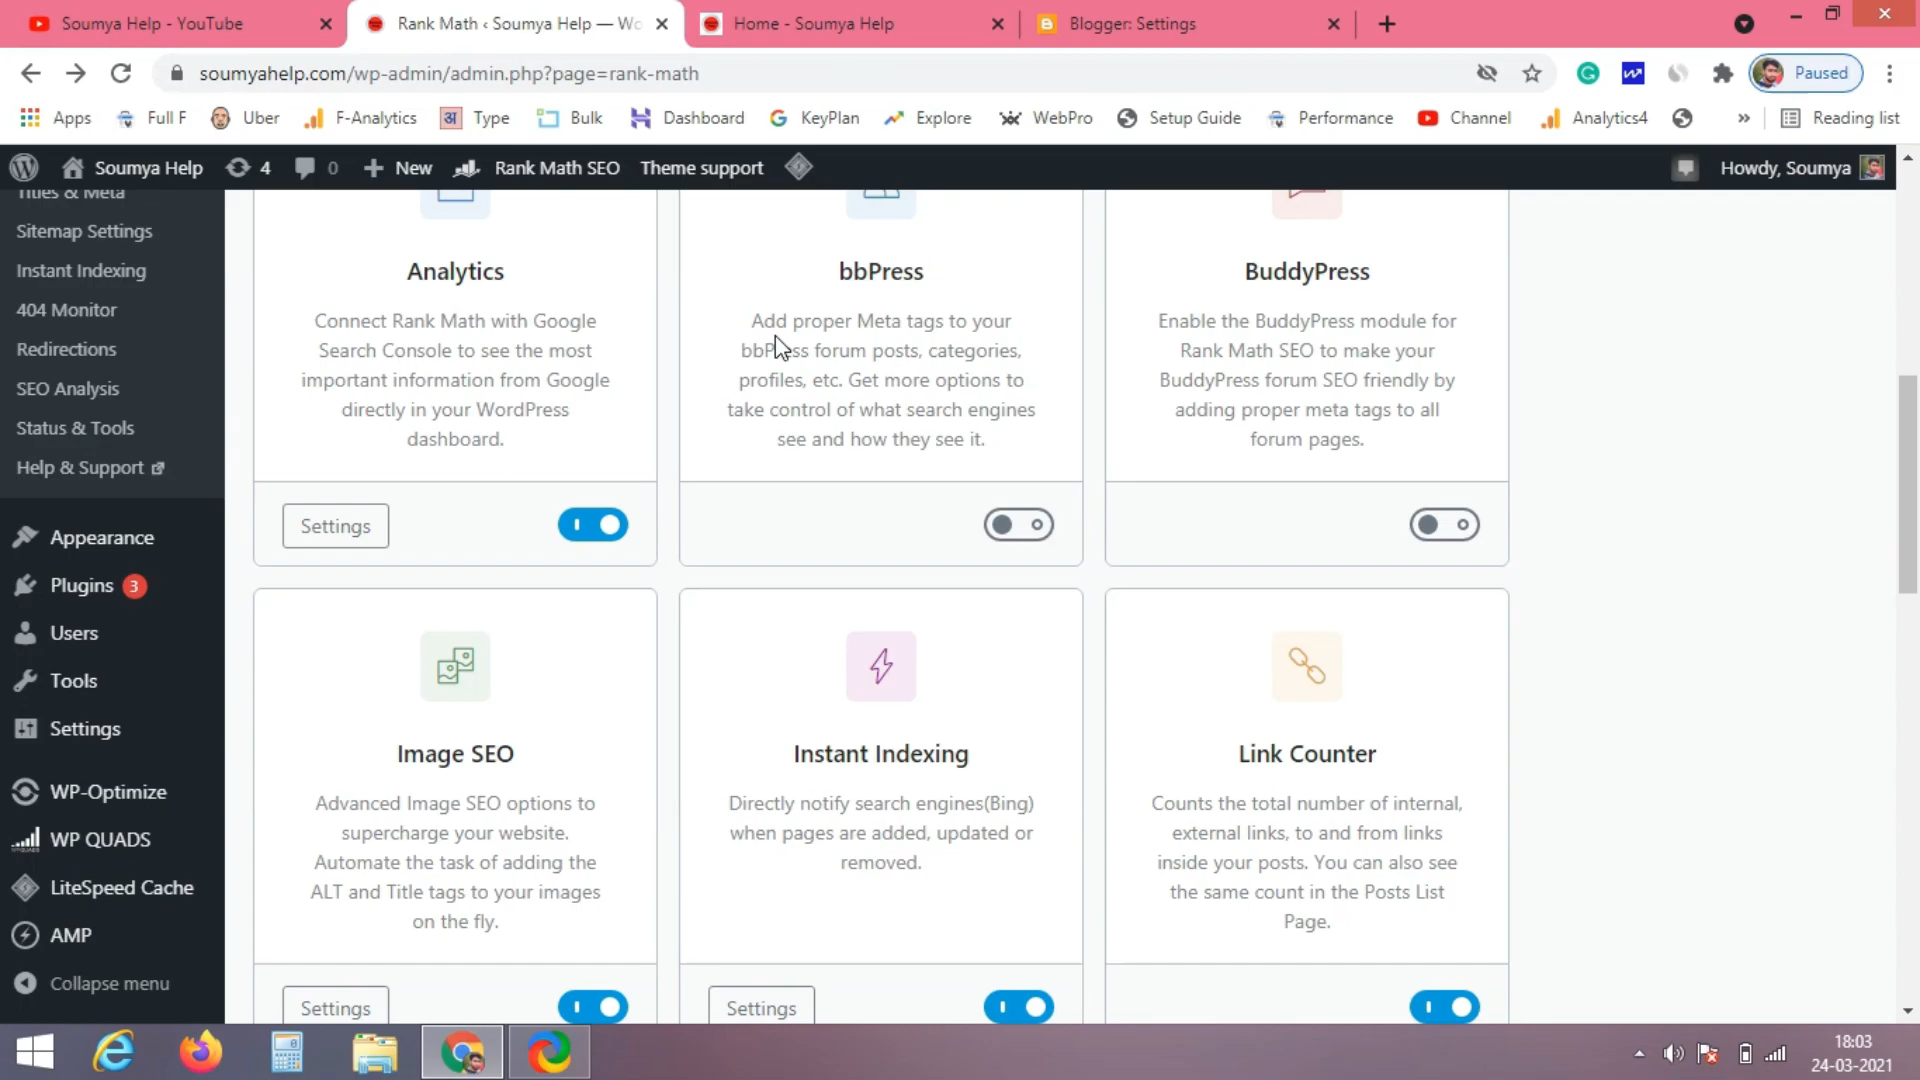 Soumya Help - YouTube
Rank Math ‹ Soumya Help — Wo
Home - Soumya Help
Blogger: Settings
soumyahelp.com/wp-admin/admin.php?page=rank-math
Paused
Apps
Full F
Uber
F-Analytics
अ
Type
Bulk
Dashboard
KeyPlan
Explore
WebPro
Setup Guide
Performance
Channel
Analytics4
»
Reading list
Soumya Help
4
0
New
Rank Math SEO
Theme support
Howdy, Soumya
Titles & Meta
Sitemap Settings
Instant Indexing
404 Monitor
Redirections
SEO Analysis
Status & Tools
Help & Support
Appearance
Plugins 3
Users
Tools
Settings
WP-Optimize
WP QUADS
LiteSpeed Cache
AMP
Collapse menu
Analytics
Connect Rank Math with Google
Search Console to see the most
important information from Google
directly in your WordPress
dashboard.
Settings
bbPress
Add proper Meta tags to your
bbPress forum posts, categories,
profiles, etc. Get more options to
take control of what search engines
see and how they see it.
BuddyPress
Enable the BuddyPress module for
Rank Math SEO to make your
BuddyPress forum SEO friendly by
adding proper meta tags to all
forum pages.
Image SEO
Advanced Image SEO options to
supercharge your website.
Automate the task of adding the
ALT and Title tags to your images
on the fly.
Settings
Instant Indexing
Directly notify search engines(Bing)
when pages are added, updated or
removed.
Settings
Link Counter
Counts the total number of internal,
external links, to and from links
inside your posts. You can also see
the same count in the Posts List
Page.
18:03
24-03-2021